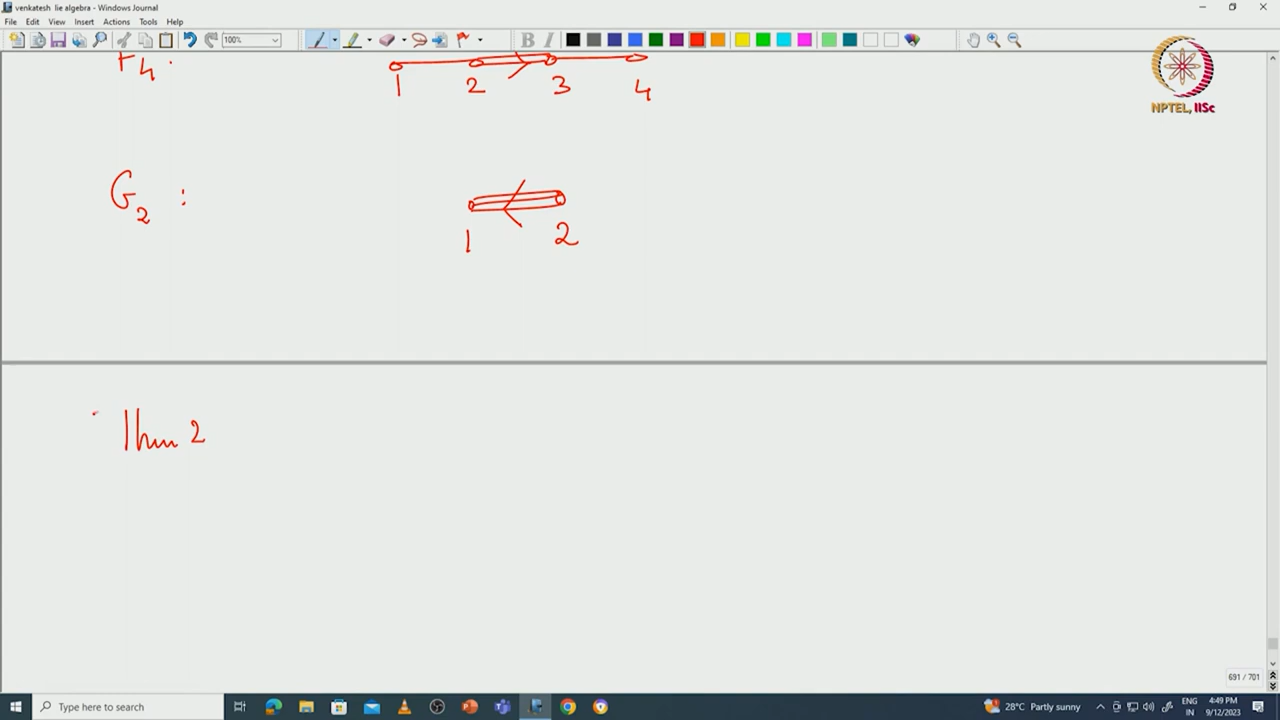 venkatesh lie algebra - Windows Journal
File Edit View Insert Actions Tools Help
100%
B I
NPTEL, IISc
F4:
1 2 3 4
G2 :
1 2
Thm 2
691 / 701
Type here to search
28°C Partly sunny
ENG
IN
4:49 PM
9/12/2023